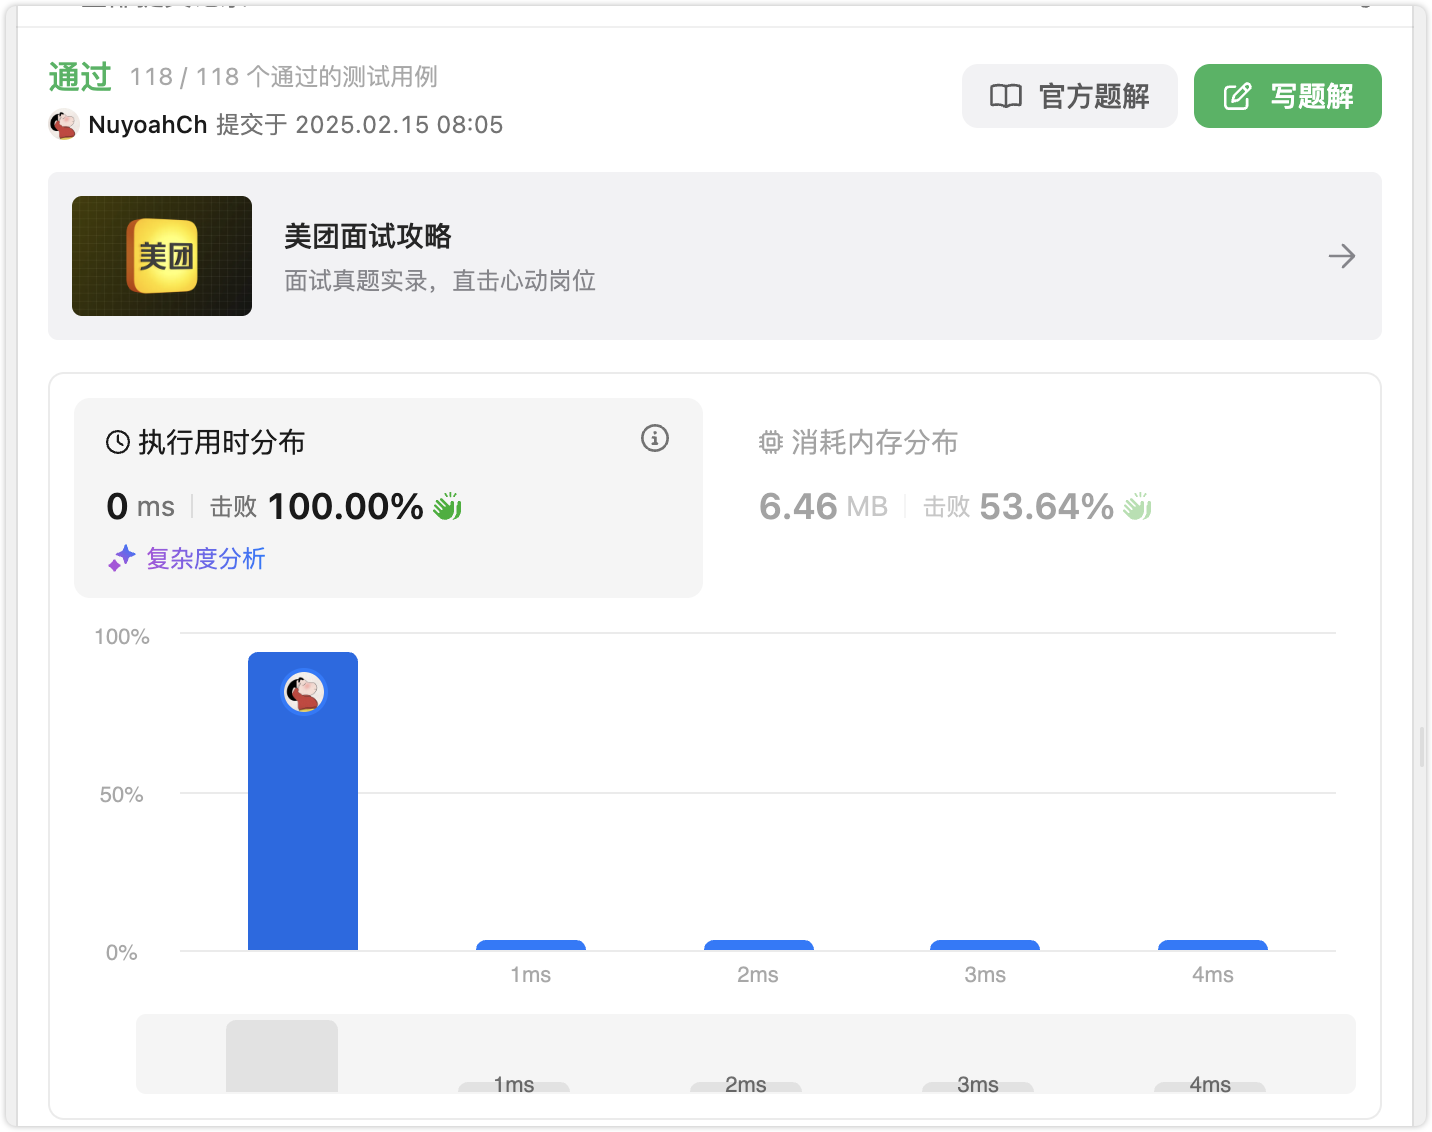 通过 118 / 118 个通过的测试用例
NuyoahCh 提交于 2025.02.15 08:05
官方题解
写题解
美团
美团面试攻略
面试真题实录，直击心动岗位
执行用时分布
0 ms 击败 100.00%
复杂度分析
消耗内存分布
6.46 MB 击败 53.64%
100%
50%
0%
1ms 2ms 3ms 4ms
1ms 2ms 3ms 4ms